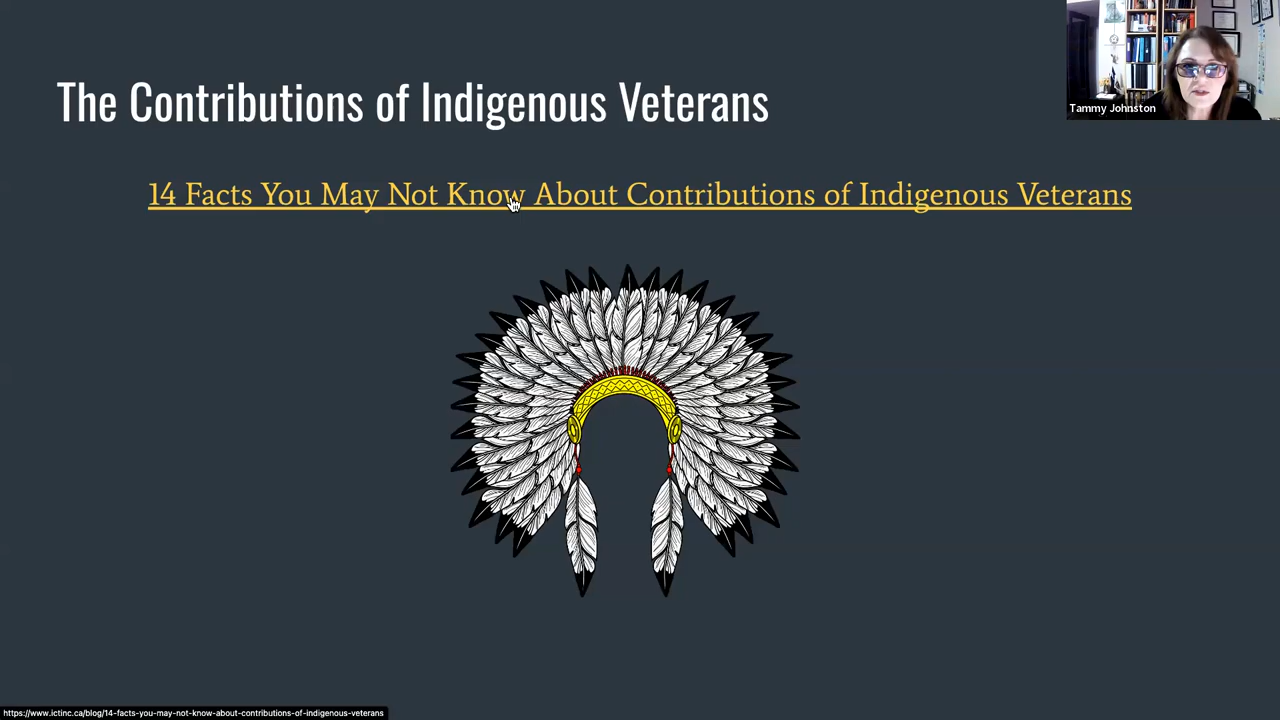 The Contributions of Indigenous Veterans
Tammy Johnston
14 Facts You May Not Know About Contributions of Indigenous Veterans
https://www.ictinc.ca/blog/14-facts-you-may-not-know-about-contributions-of-indigenous-veterans